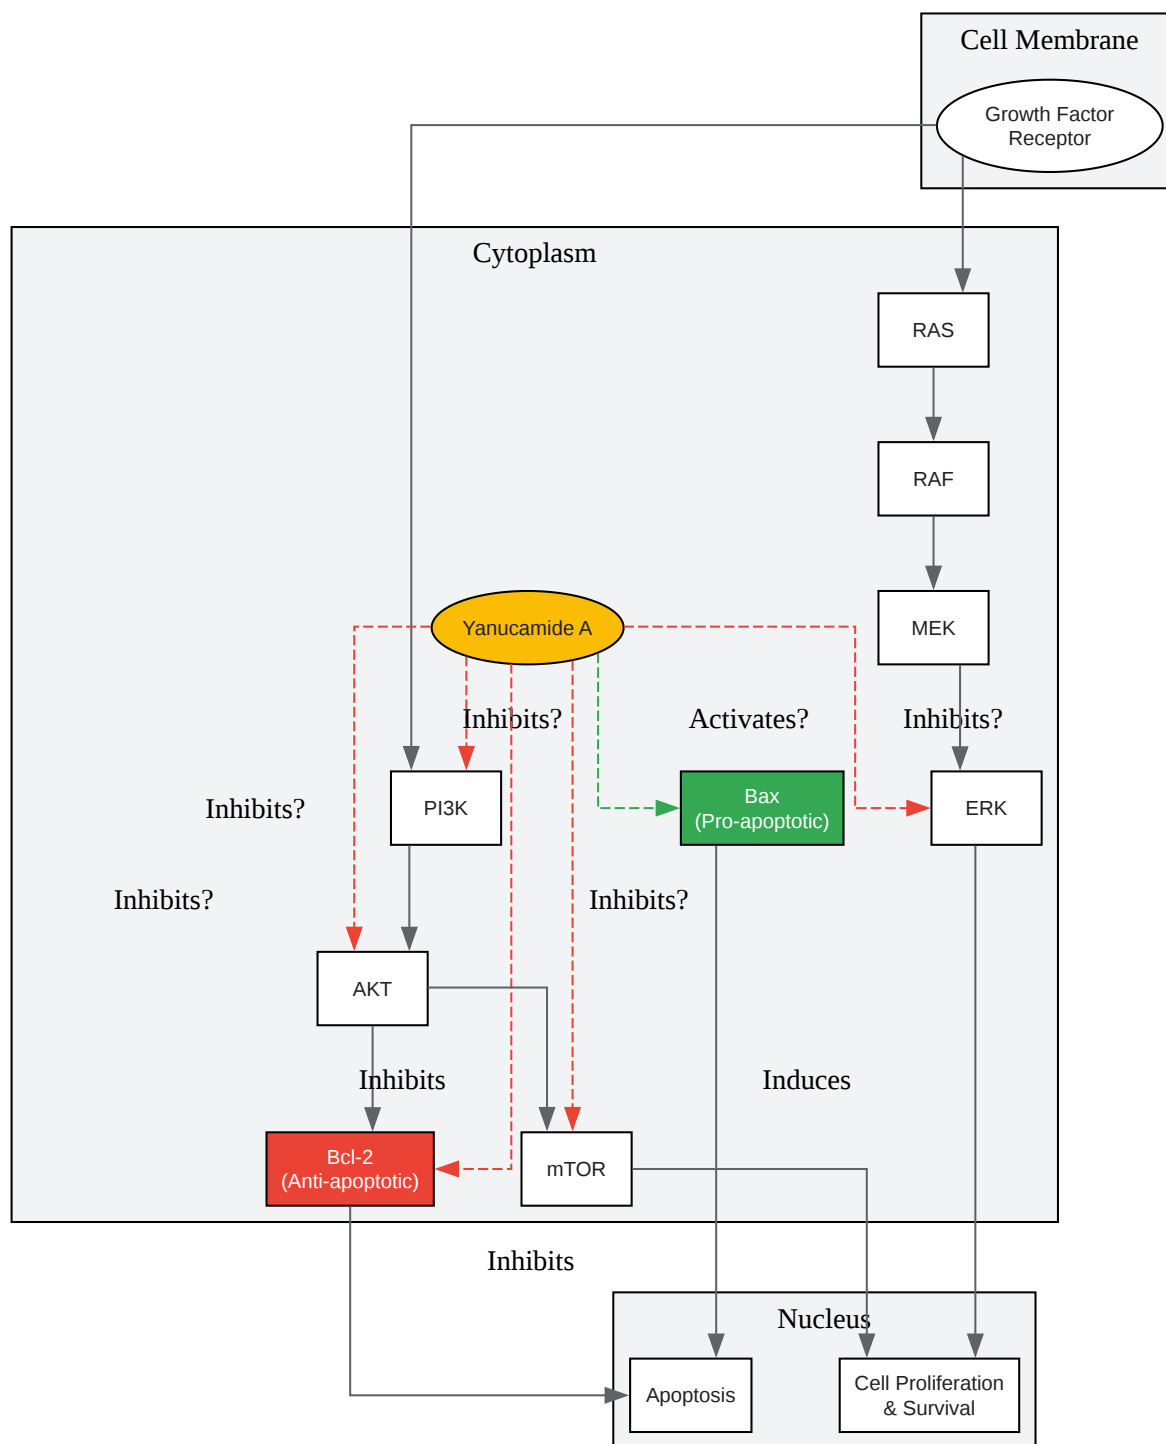 Cell Membrane
Growth Factor
Receptor
Cytoplasm
RAS
RAF
Yanucamide A
MEK
Inhibits?
Activates?
Inhibits?
PI3K
Bax
(Pro-apoptotic)
ERK
Inhibits?
Inhibits?
Inhibits?
AKT
Inhibits
Induces
Bcl-2
(Anti-apoptotic)
mTOR
Inhibits
Nucleus
Apoptosis
Cell Proliferation
& Survival